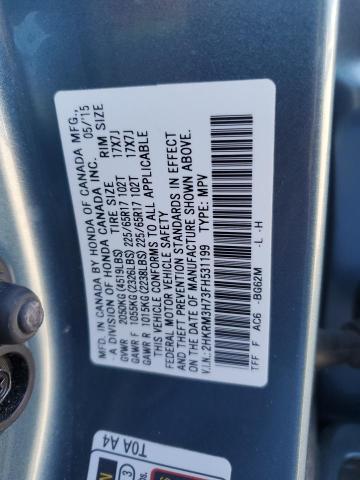 MFD. IN CANADA BY HONDA OF CANADA MFG.,
- A DIVISION OF HONDA CANADA INC. 05/'15
TIRE SIZE RIM SIZE
GVWR 2050KG (4519LBS)
GAWR F 1055KG (2326LBS) 225/65R17 102T 17X7J
GAWR R 1015KG (2238LBS) 225/65R17 102T 17X7J
THIS VEHICLE CONFORMS TO ALL APPLICABLE
FEDERAL MOTOR VEHICLE SAFETY
AND THEFT PREVENTION STANDARDS IN EFFECT
ON THE DATE OF MANUFACTURE SHOWN ABOVE.
V.I.N.: 2HKRM3H73FH531199 TYPE: MPV
TFF F AC6 -BG62M -L -H
T0A A4
3